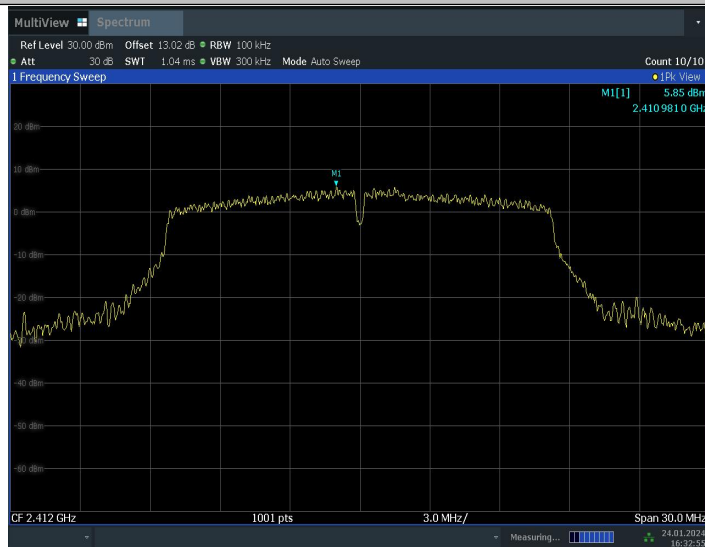 MultiView Spectrum
Ref Level 30.00 dBm Offset 13.02 dB RBW 100 kHz
Att 30 dB SWT 1.04 ms VBW 300 kHz Mode Auto Sweep Count 10/10
1 Frequency Sweep 1Pk View
M1[1] 5.85 dBm
2.410 981 0 GHz
20 dBm
10 dBm
M1
0 dBm
-10 dBm
-20 dBm
-30 dBm
-40 dBm
-50 dBm
-60 dBm
CF 2.412 GHz 1001 pts 3.0 MHz/ Span 30.0 MHz
Measuring... 24.01.2024
16:32:55